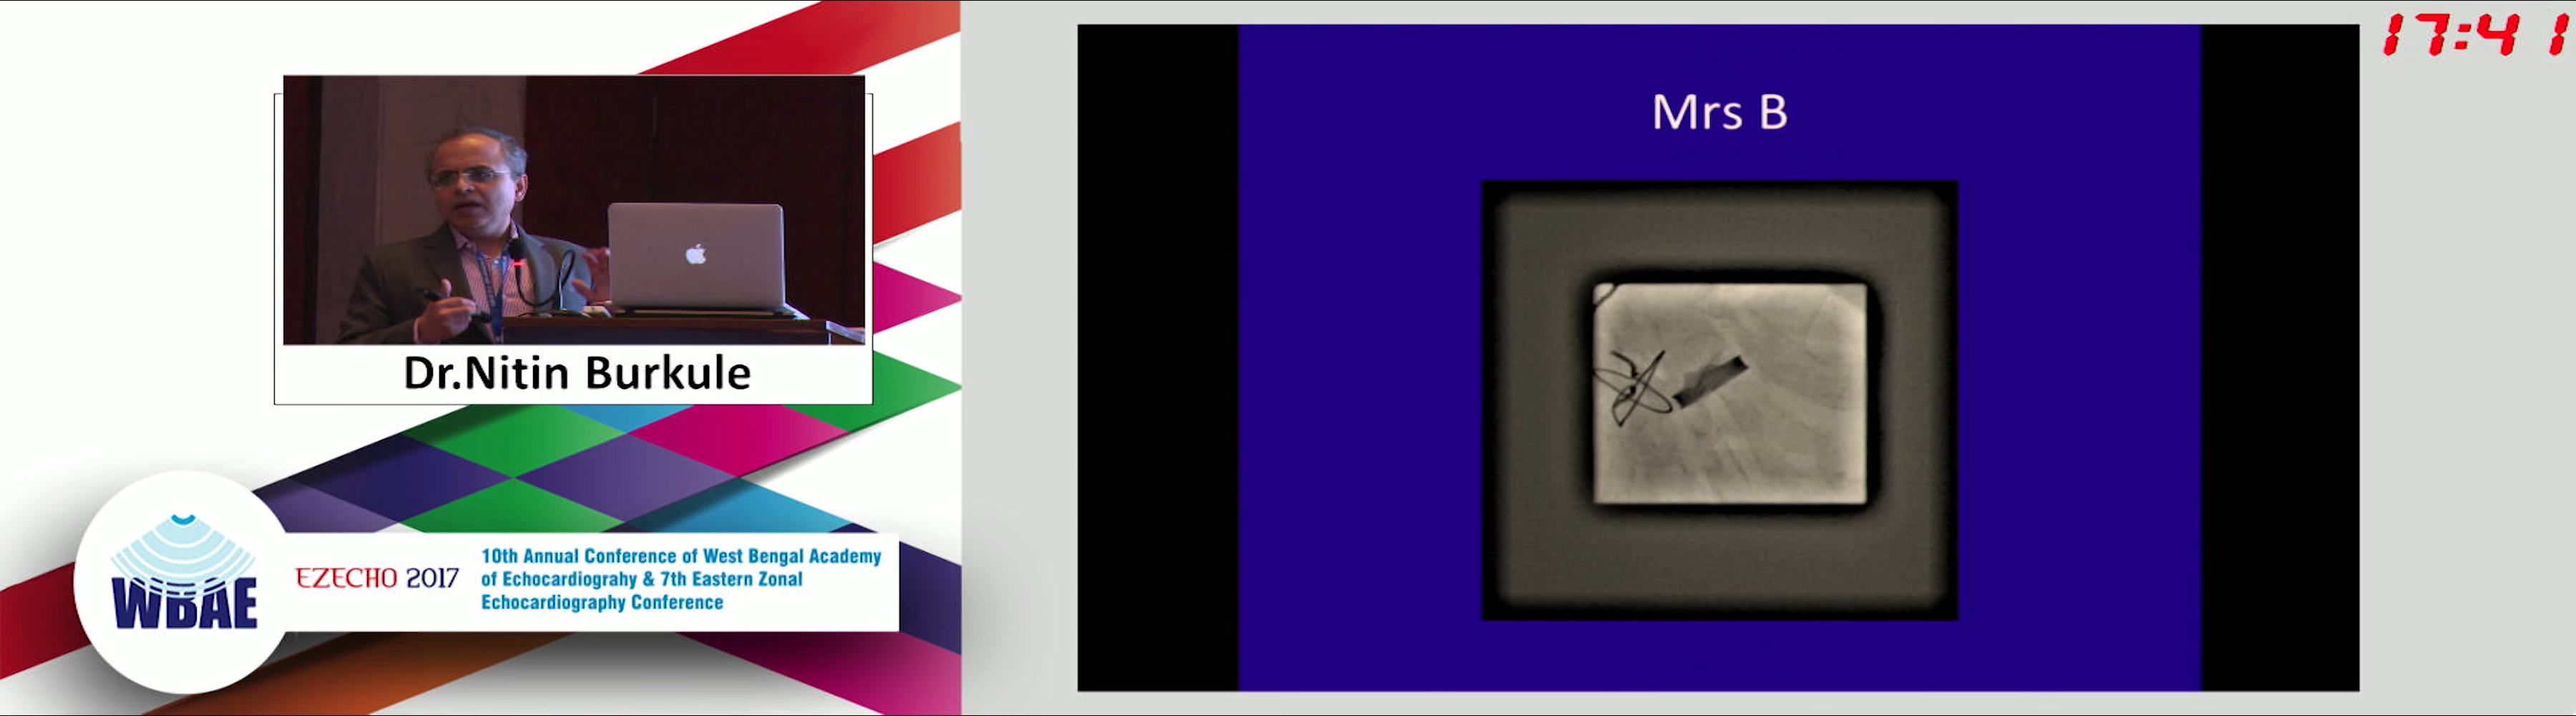 17:41
Mrs B
Dr.Nitin Burkule
WBAE
EZECHO 2017
10th Annual Conference of West Bengal Academy
of Echocardiograhy & 7th Eastern Zonal
Echocardiography Conference